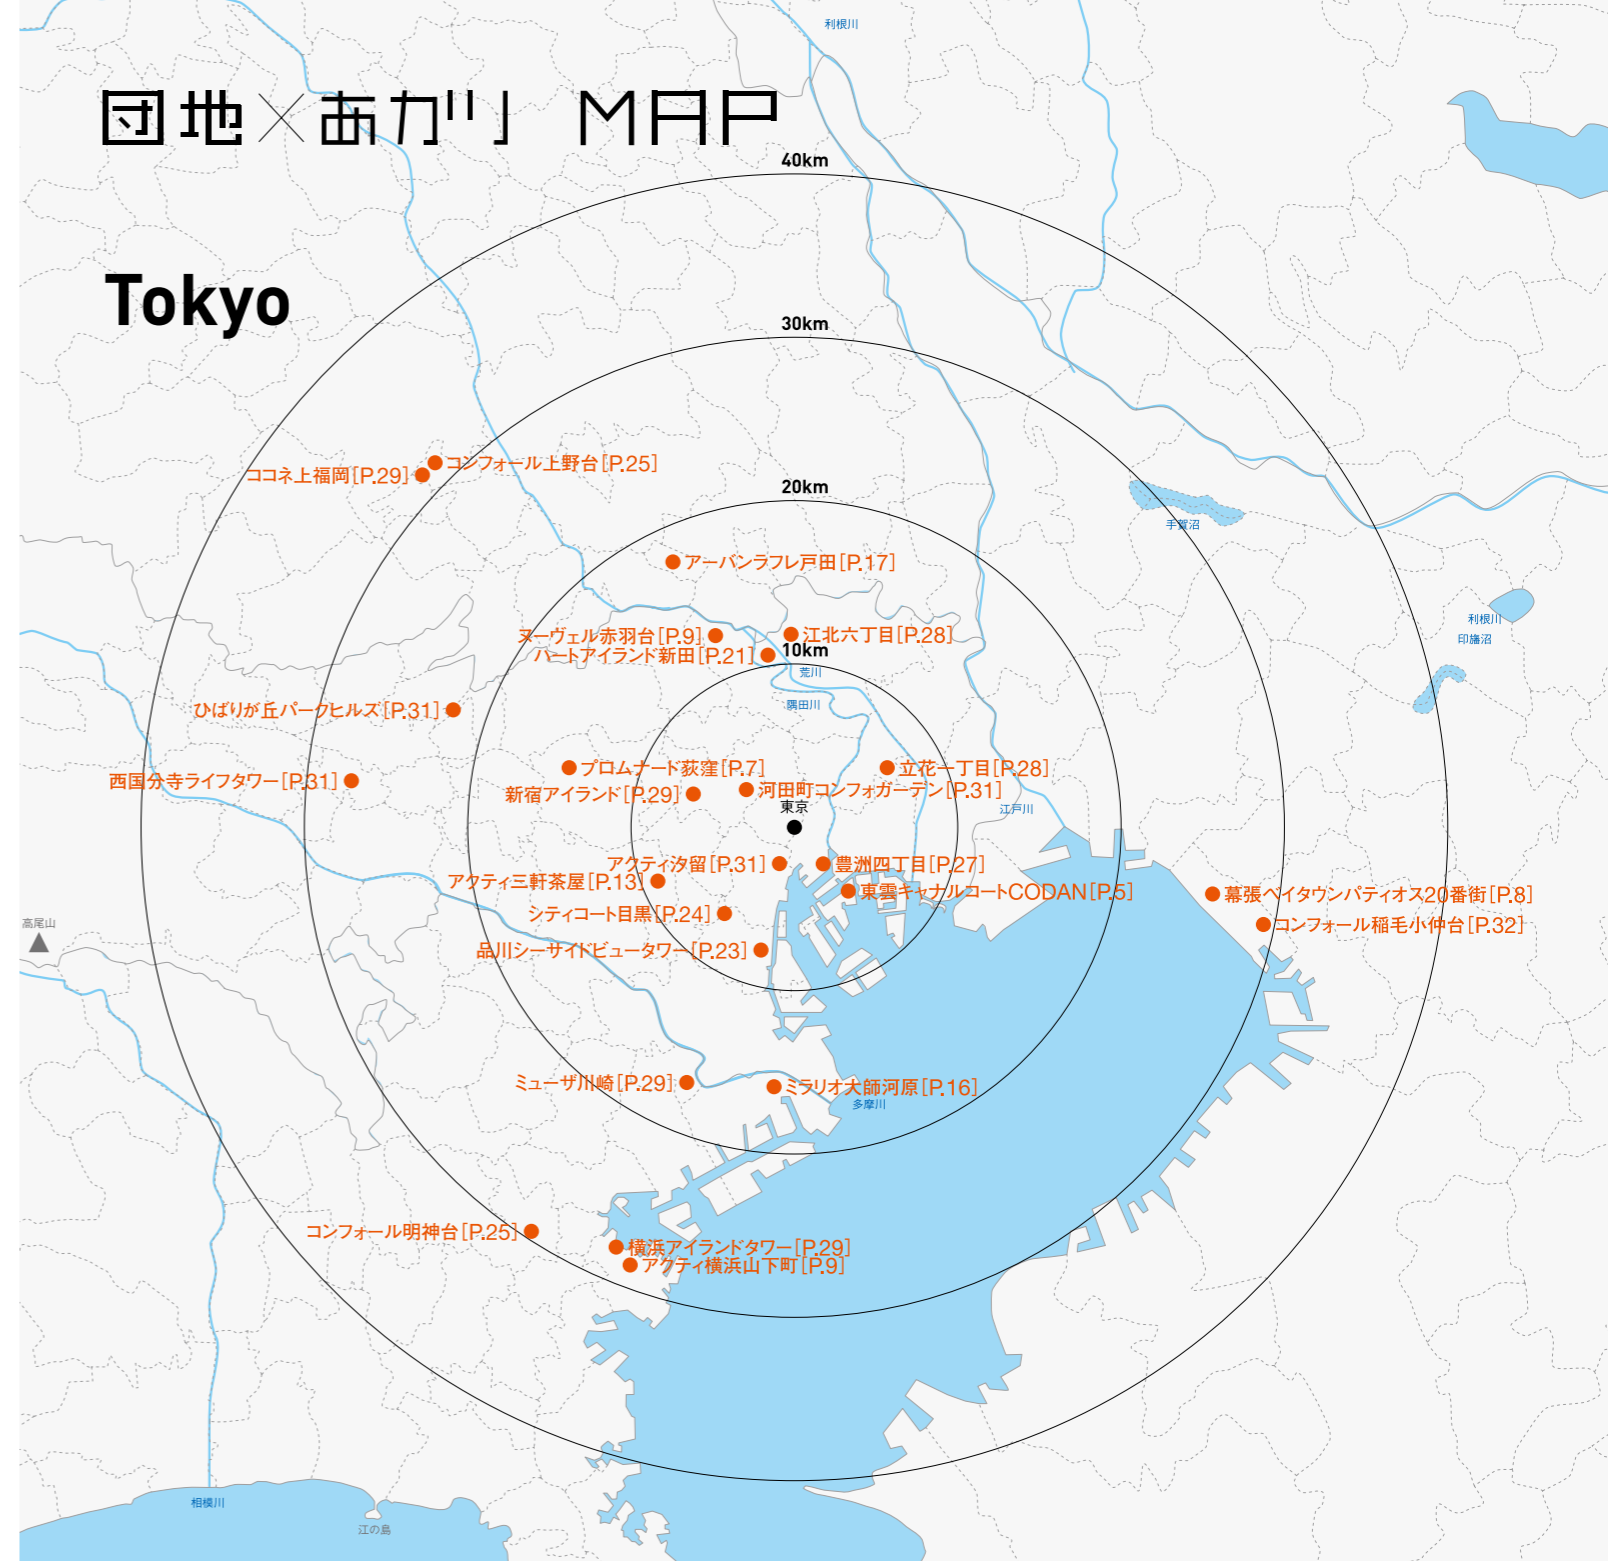 利根川
団地×あかり MAP
40km
Tokyo
30km
コンフォール上野台[P.25]
ココネ上福岡[P.29]
20km
手賀沼
アーバンラフレ戸田[P.17]
利根川
ヌーヴェル赤羽台[P.9]
江北六丁目[P.28]
印旛沼
ハートアイランド新田[P.21]
10km
荒川
隅田川
ひばりが丘パークヒルズ[P.31]
プロムナード荻窪[P.7]
立花一丁目[P.28]
西国分寺ライフタワー[P.31]
新宿アイランド[P.29]
河田町コンフォガーデン[P.31]
東京
江戸川
アクティ汐留[P.31]
豊洲四丁目[P.27]
アクティ三軒茶屋[P.13]
東雲キャナルコートCODAN[P.5]
幕張ベイタウンパティオス20番街[P.8]
シティコート目黒[P.24]
高尾山
コンフォール稲毛小仲台[P.32]
品川シーサイドビュータワー[P.23]
ミューザ川崎[P.29]
ミラリオ大師河原[P.16]
多摩川
コンフォール明神台[P.25]
横浜アイランドタワー[P.29]
アクティ横浜山下町[P.9]
相模川
江の島